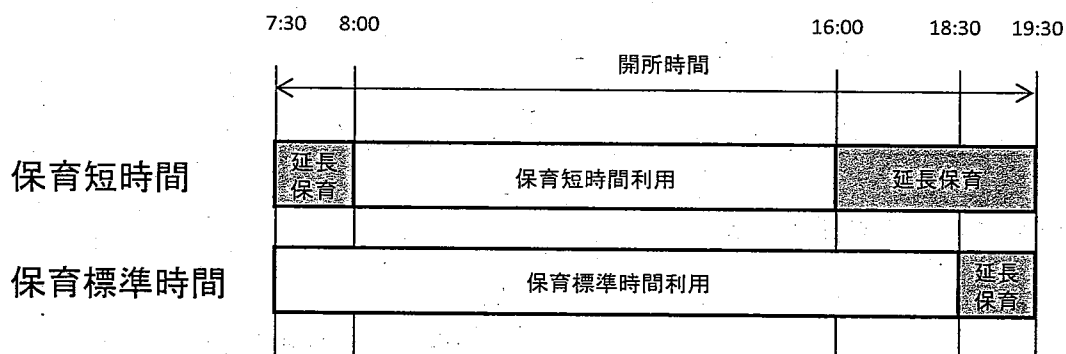 7:30 8:00 16:00 18:30 19:30
開所時間
保育短時間
延長
保育
保育短時間利用
延長保育
保育標準時間
保育標準時間利用
延長
保育